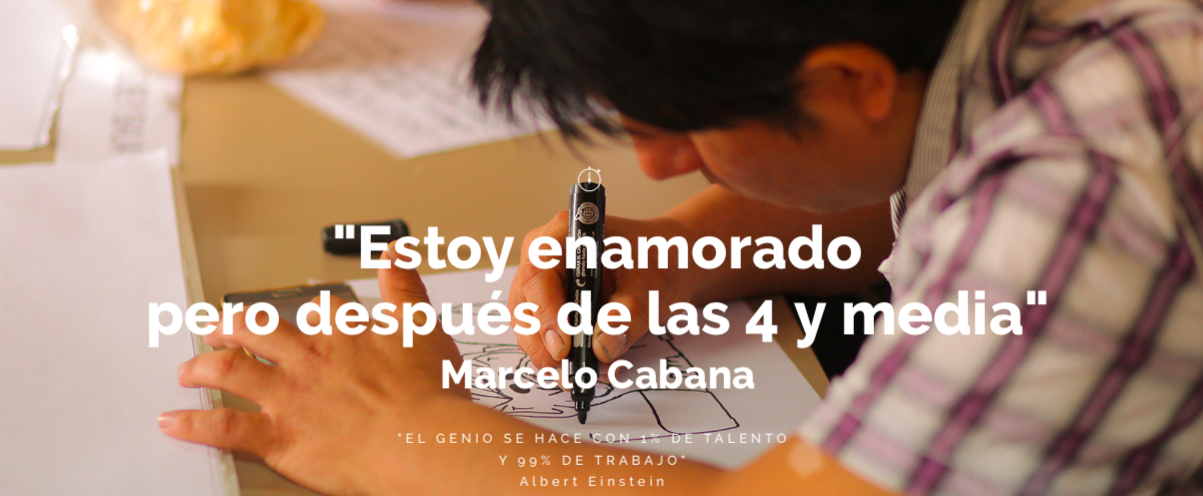 "Estoy enamorado
pero después de las 4 y media"
Marcelo Cabana
"EL GENIO SE HACE CON 1% DE TALENTO
Y 99% DE TRABAJO"
Albert Einstein